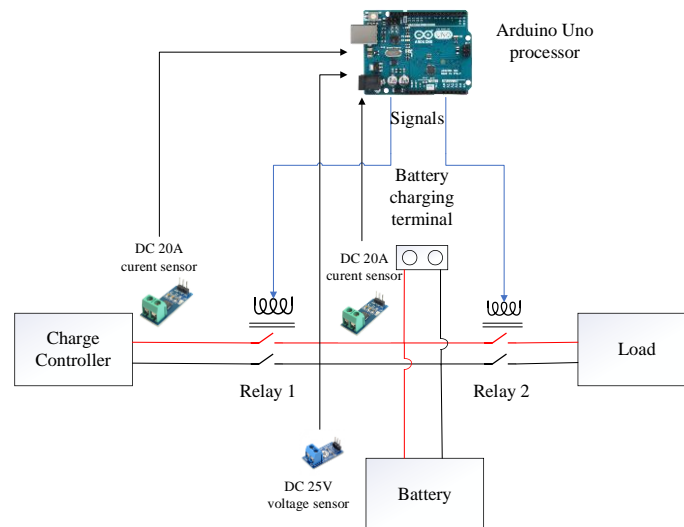 Arduino Uno
processor
Signals
Battery
charging
terminal
DC 20A
curent sensor
DC 20A
curent sensor
Charge
Controller
Load
Relay 1
Relay 2
DC 25V
voltage sensor
Battery